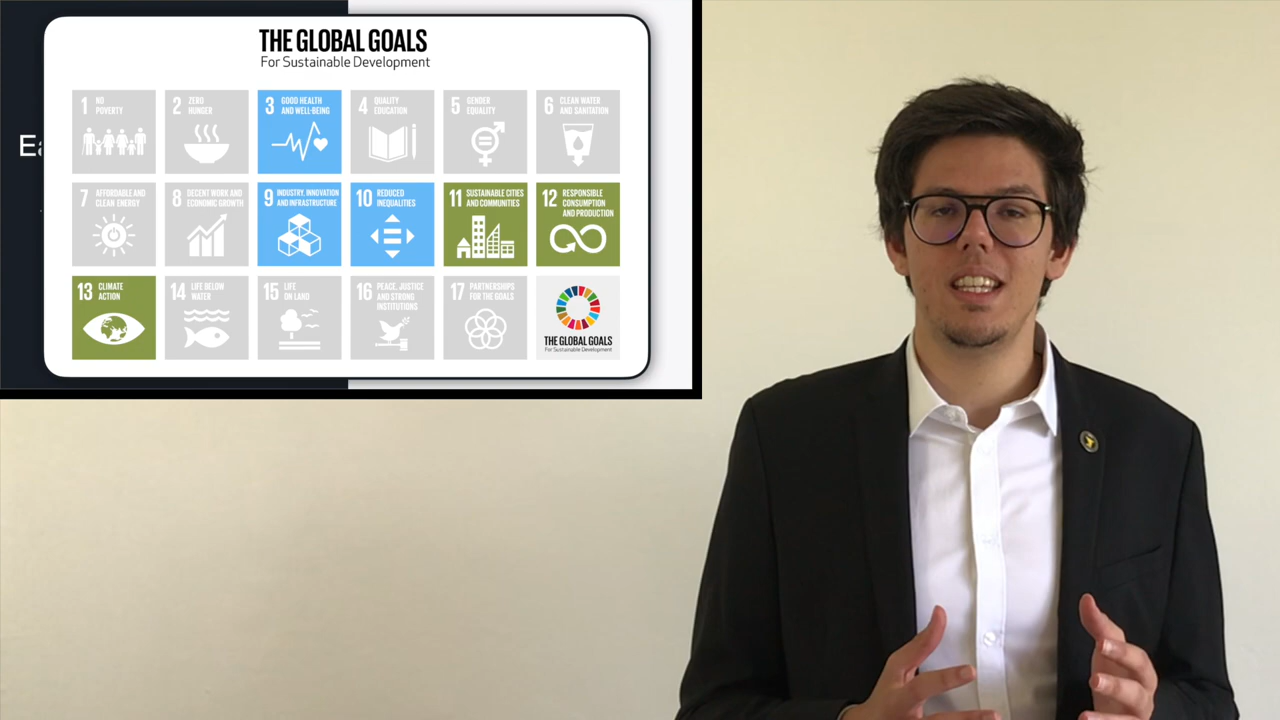 THE GLOBAL GOALS
For Sustainable Development
1 NO
POVERTY
2 ZERO
HUNGER
3 GOOD HEALTH
AND WELL-BEING
4 QUALITY
EDUCATION
5 GENDER
EQUALITY
6 CLEAN WATER
AND SANITATION
7 AFFORDABLE AND
CLEAN ENERGY
8 DECENT WORK AND
ECONOMIC GROWTH
9 INDUSTRY, INNOVATION
AND INFRASTRUCTURE
10 REDUCED
INEQUALITIES
11 SUSTAINABLE CITIES
AND COMMUNITIES
12 RESPONSIBLE
CONSUMPTION
AND PRODUCTION
13 CLIMATE
ACTION
14 LIFE BELOW
WATER
15 LIFE
ON LAND
16 PEACE, JUSTICE
AND STRONG
INSTITUTIONS
17 PARTNERSHIPS
FOR THE GOALS
THE GLOBAL GOALS
For Sustainable Development